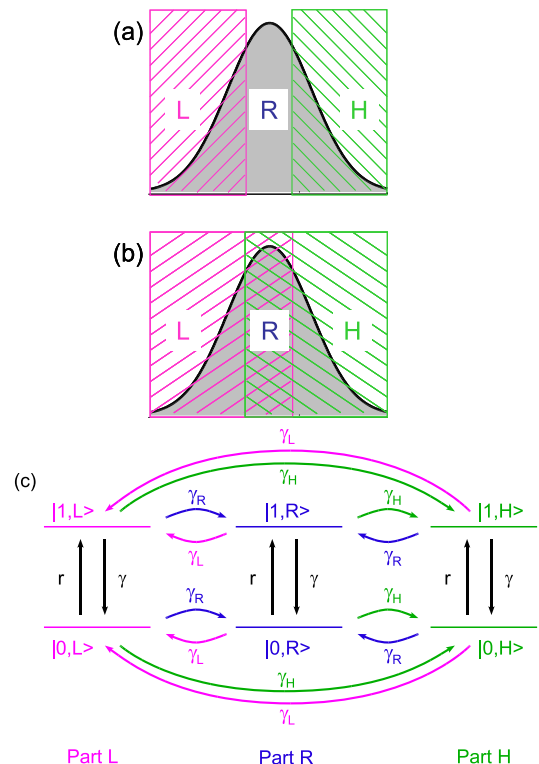 (a)
L R H
(b)
L R H
(c)
γL
γH
|1,L> γR |1,R> γH |1,H>
γL γR
r γ r γ r γ
γR γH
|0,L> γL |0,R> γR |0,H>
γH
γL
Part L Part R Part H